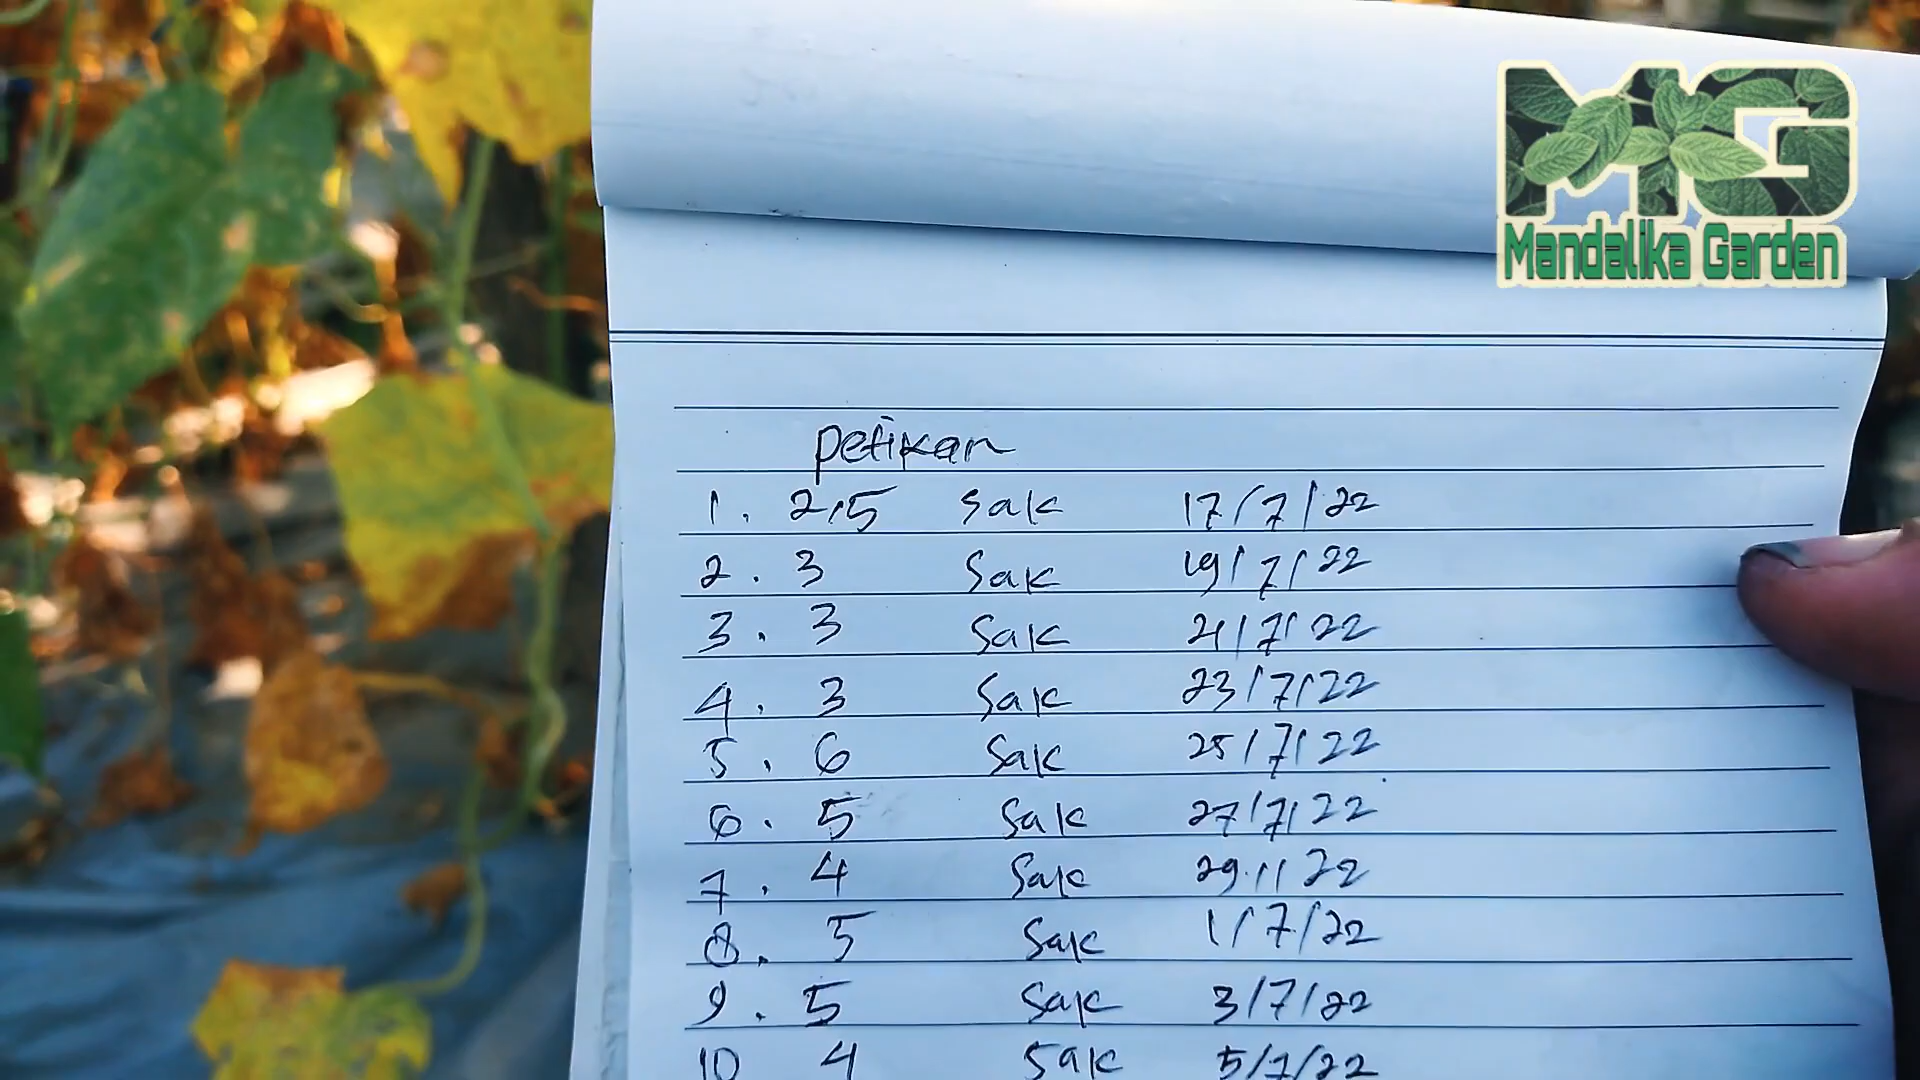 MG
Mandalika Garden
petikan
1. 2,5 Sak 17/7/22
2. 3 Sak 19/7/22
3. 3 Sak 21/7/22
4. 3 Sak 23/7/22
5. 6 Sak 25/7/22
6. 5 Sak 27/7/22
7. 4 Sak 29/7/22
8. 5 Sak 1/7/22
9. 5 Sak 3/7/22
10 4 Sak 5/7/22